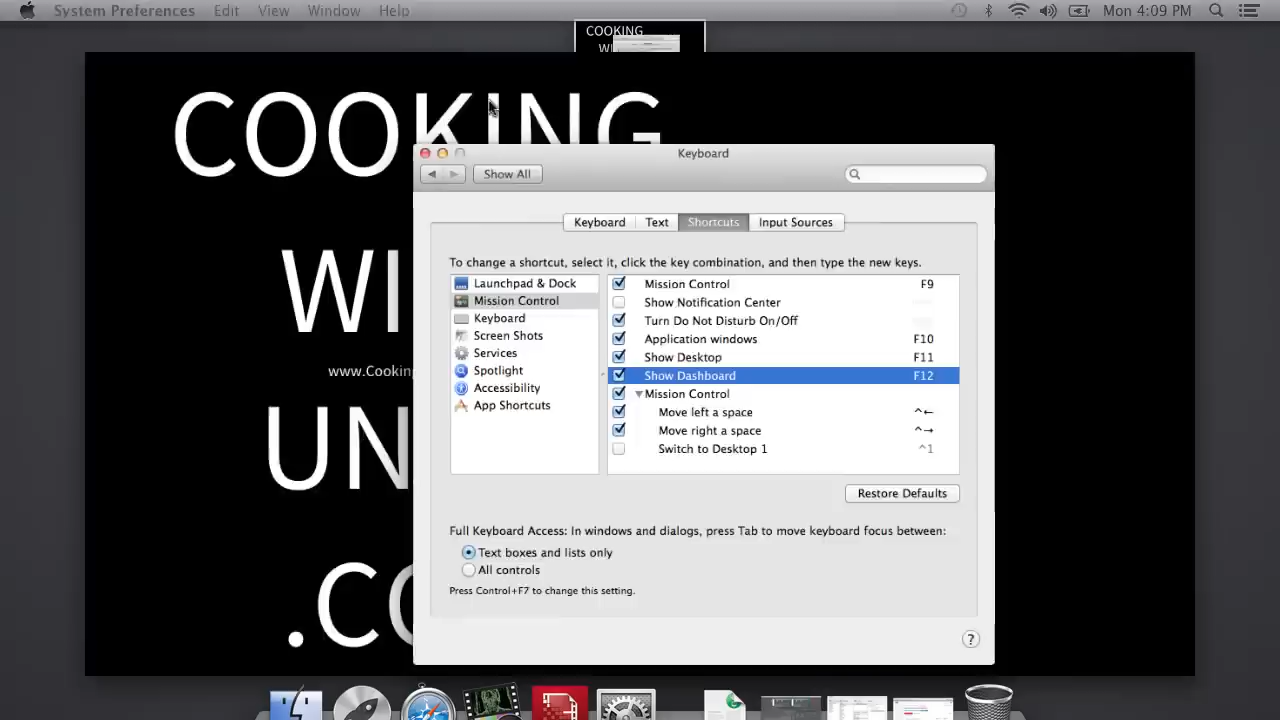 System Preferences Edit View Window Help Mon 4:09 PM
COOKING
WI
COOKING
Keyboard
Show All
Keyboard Text Shortcuts Input Sources
To change a shortcut, select it, click the key combination, and then type the new keys.
Launchpad & Dock
Mission Control
Keyboard
Screen Shots
Services
Spotlight
Accessibility
App Shortcuts
Mission Control F9
Show Notification Center
Turn Do Not Disturb On/Off
Application windows F10
Show Desktop F11
Show Dashboard F12
Mission Control
Move left a space ^←
Move right a space ^→
Switch to Desktop 1 ^1
Restore Defaults
Full Keyboard Access: In windows and dialogs, press Tab to move keyboard focus between:
Text boxes and lists only
All controls
Press Control+F7 to change this setting.
?
WI
www.Cooking
UN
.CO